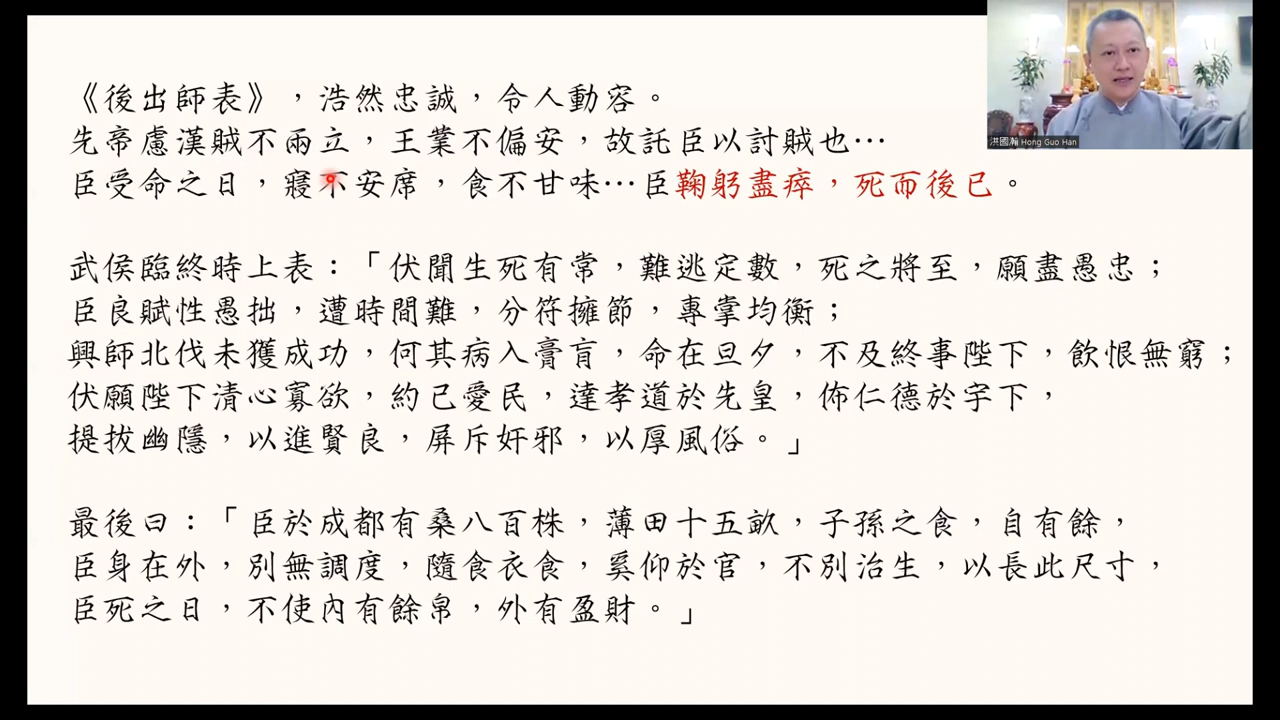 《後出師表》，浩然忠誠，令人動容。
先帝慮漢賊不兩立，王業不偏安，故託臣以討賊也…
臣受命之日，寢不安席，食不甘味…臣鞠躬盡瘁，死而後已。
武侯臨終時上表：「伏聞生死有常，難逃定數，死之將至，願盡愚忠；
臣良賦性愚拙，遭時間難，分符擁節，專掌均衡；
興師北伐未獲成功，何其病入膏肓，命在旦夕，不及終事陛下，飲恨無窮；
伏願陛下清心寡欲，約己愛民，達孝道於先皇，佈仁德於宇下，
提拔幽隱，以進賢良，屏斥奸邪，以厚風俗。」
最後曰：「臣於成都有桑八百株，薄田十五畝，子孫之食，自有餘，
臣身在外，別無調度，隨食衣食，奚仰於官，不別治生，以長此尺寸，
臣死之日，不使內有餘帛，外有盈財。」
洪國瀚 Hong Guo Han